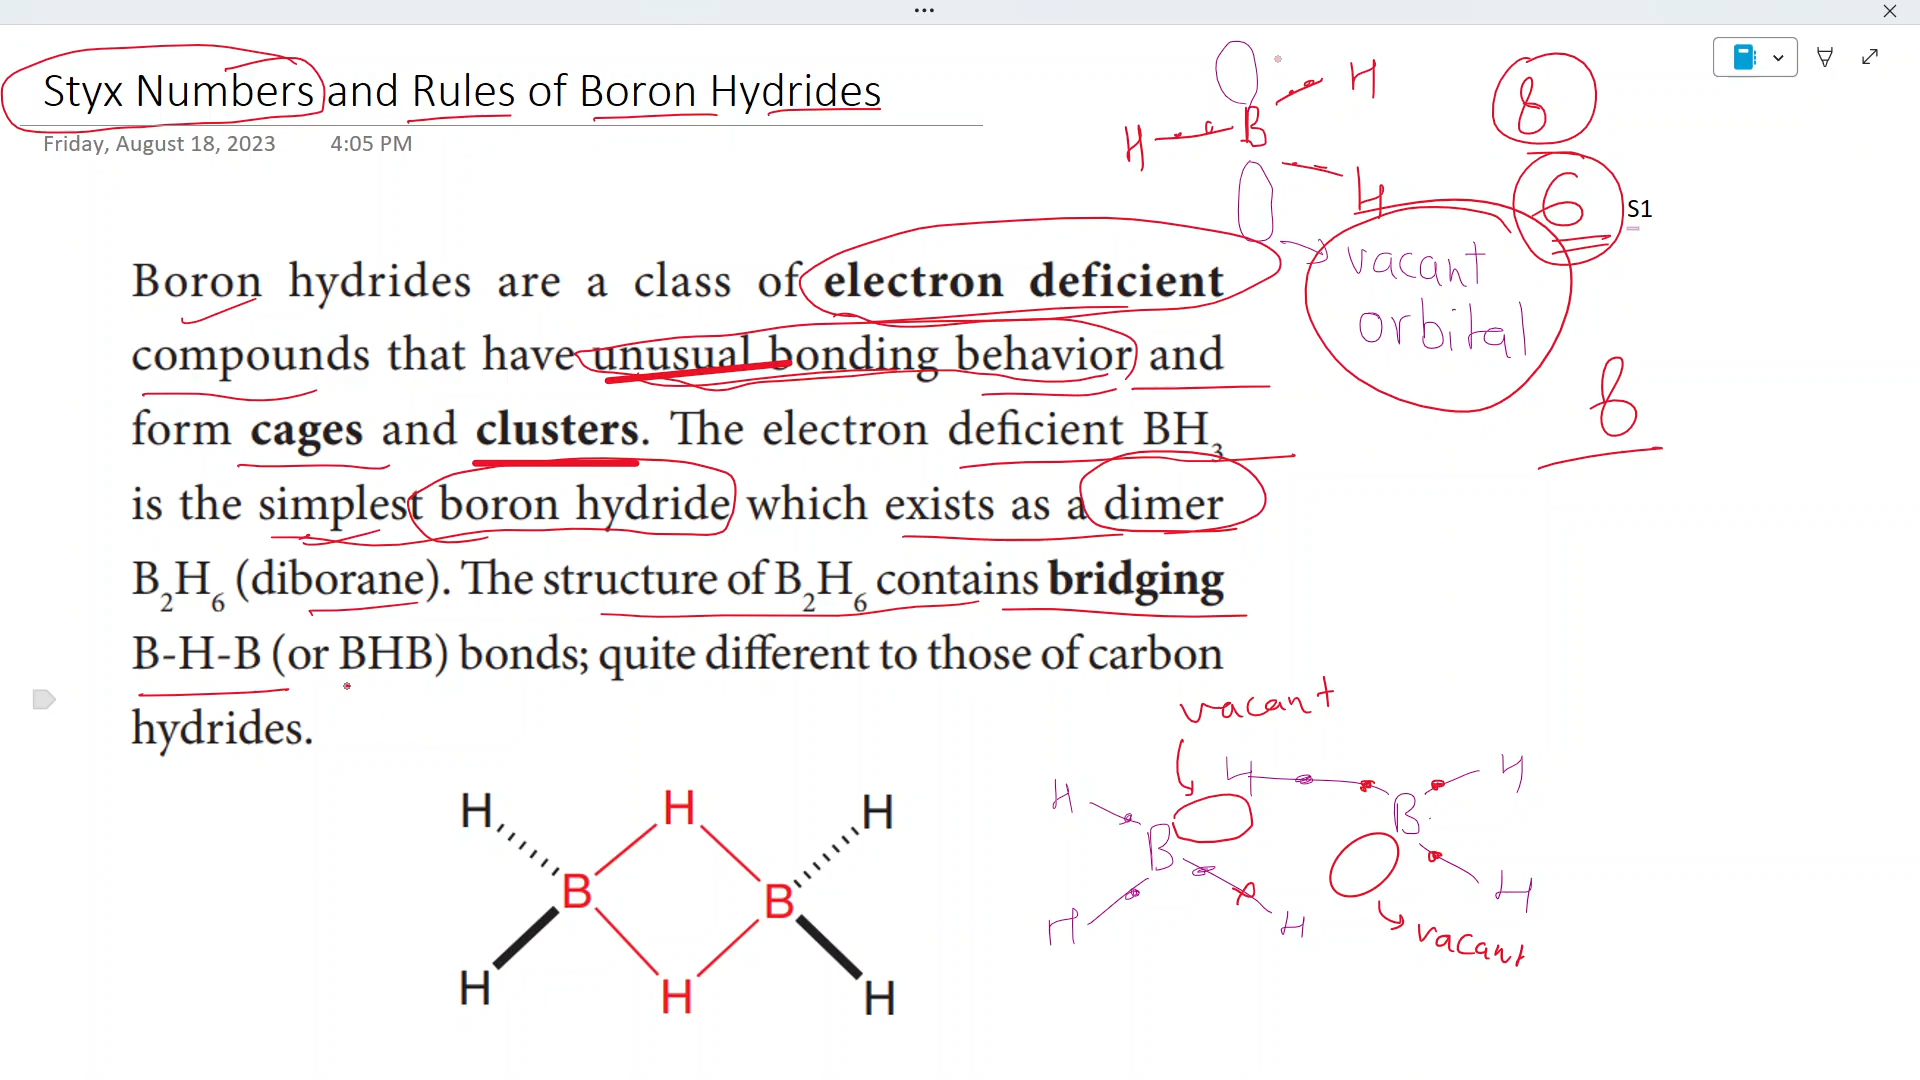 Styx Numbers and Rules of Boron Hydrides
Friday, August 18, 2023 4:05 PM
H
B
H
H
8
6
S1
vacant
orbital
8
Boron hydrides are a class of electron deficient
compounds that have unusual bonding behavior and
form cages and clusters. The electron deficient BH₃
is the simplest boron hydride which exists as a dimer
B₂H₆ (diborane). The structure of B₂H₆ contains bridging
B-H-B (or BHB) bonds; quite different to those of carbon
hydrides.
H H H
B B
H H H
vacant
H H B H
B
H H H
vacant